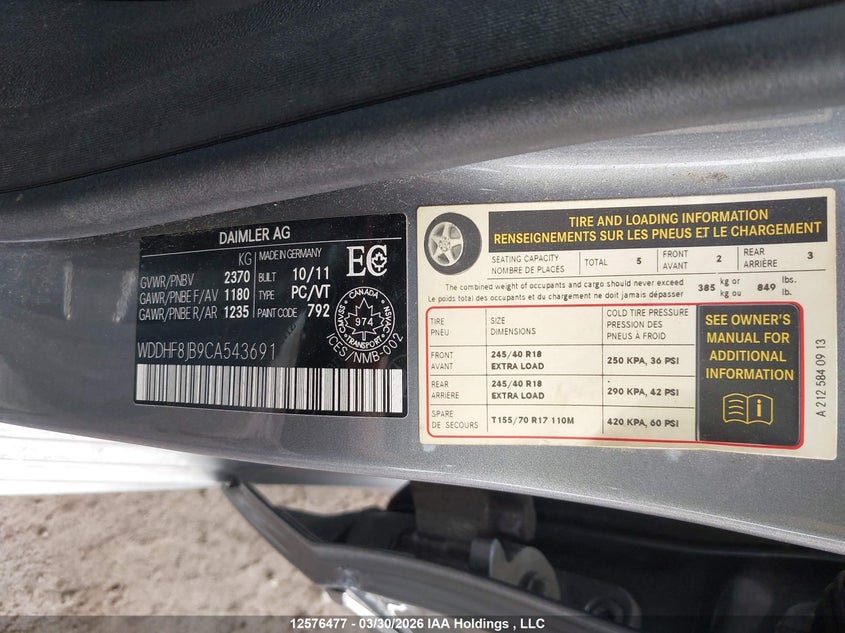 DAIMLER AG
KG MADE IN GERMANY
GVWR/PNBV 2370 BUILT 10/11
GAWR/PNBE F/AV 1180 TYPE PC/VT
GAWR/PNBE R/AR 1235 PAINT CODE 792
EC
CANADA
974
TRANSPORT
CMVSS
NSVAC
ICES/NMB-002
WDDHF8JB9CA543691
TIRE AND LOADING INFORMATION
RENSEIGNEMENTS SUR LES PNEUS ET LE CHARGEMENT
SEATING CAPACITY
NOMBRE DE PLACES
TOTAL 5
FRONT
AVANT
2
REAR
ARRIÈRE
3
The combined weight of occupants and cargo should never exceed
Le poids total des occupants et du chargement ne doit jamais dépasser
385 kg or
kg ou
849 lbs.
lb.
TIRE
PNEU
SIZE
DIMENSIONS
COLD TIRE PRESSURE
PRESSION DES
PNEUS À FROID
FRONT
AVANT
245/40 R18
EXTRA LOAD
250 KPA, 36 PSI
REAR
ARRIÈRE
245/40 R18
EXTRA LOAD
290 KPA, 42 PSI
SPARE
DE SECOURS
T155/70 R17 110M
420 KPA, 60 PSI
SEE OWNER'S
MANUAL FOR
ADDITIONAL
INFORMATION
A 212 584 09 13
12576477 - 03/30/2026 IAA Holdings , LLC